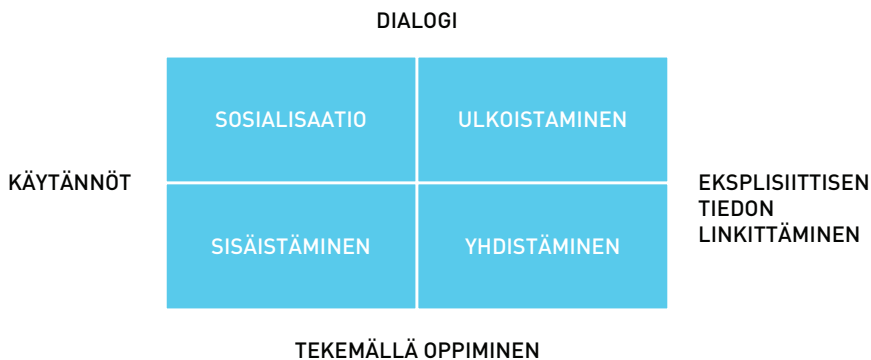 DIALOGI
SOSIALISAATIO
ULKOISTAMINEN
KÄYTÄNNÖT
EKSPLISIITTISEN
TIEDON
LINKITTÄMINEN
SISÄISTÄMINEN
YHDISTÄMINEN
TEKEMÄLLÄ OPPIMINEN